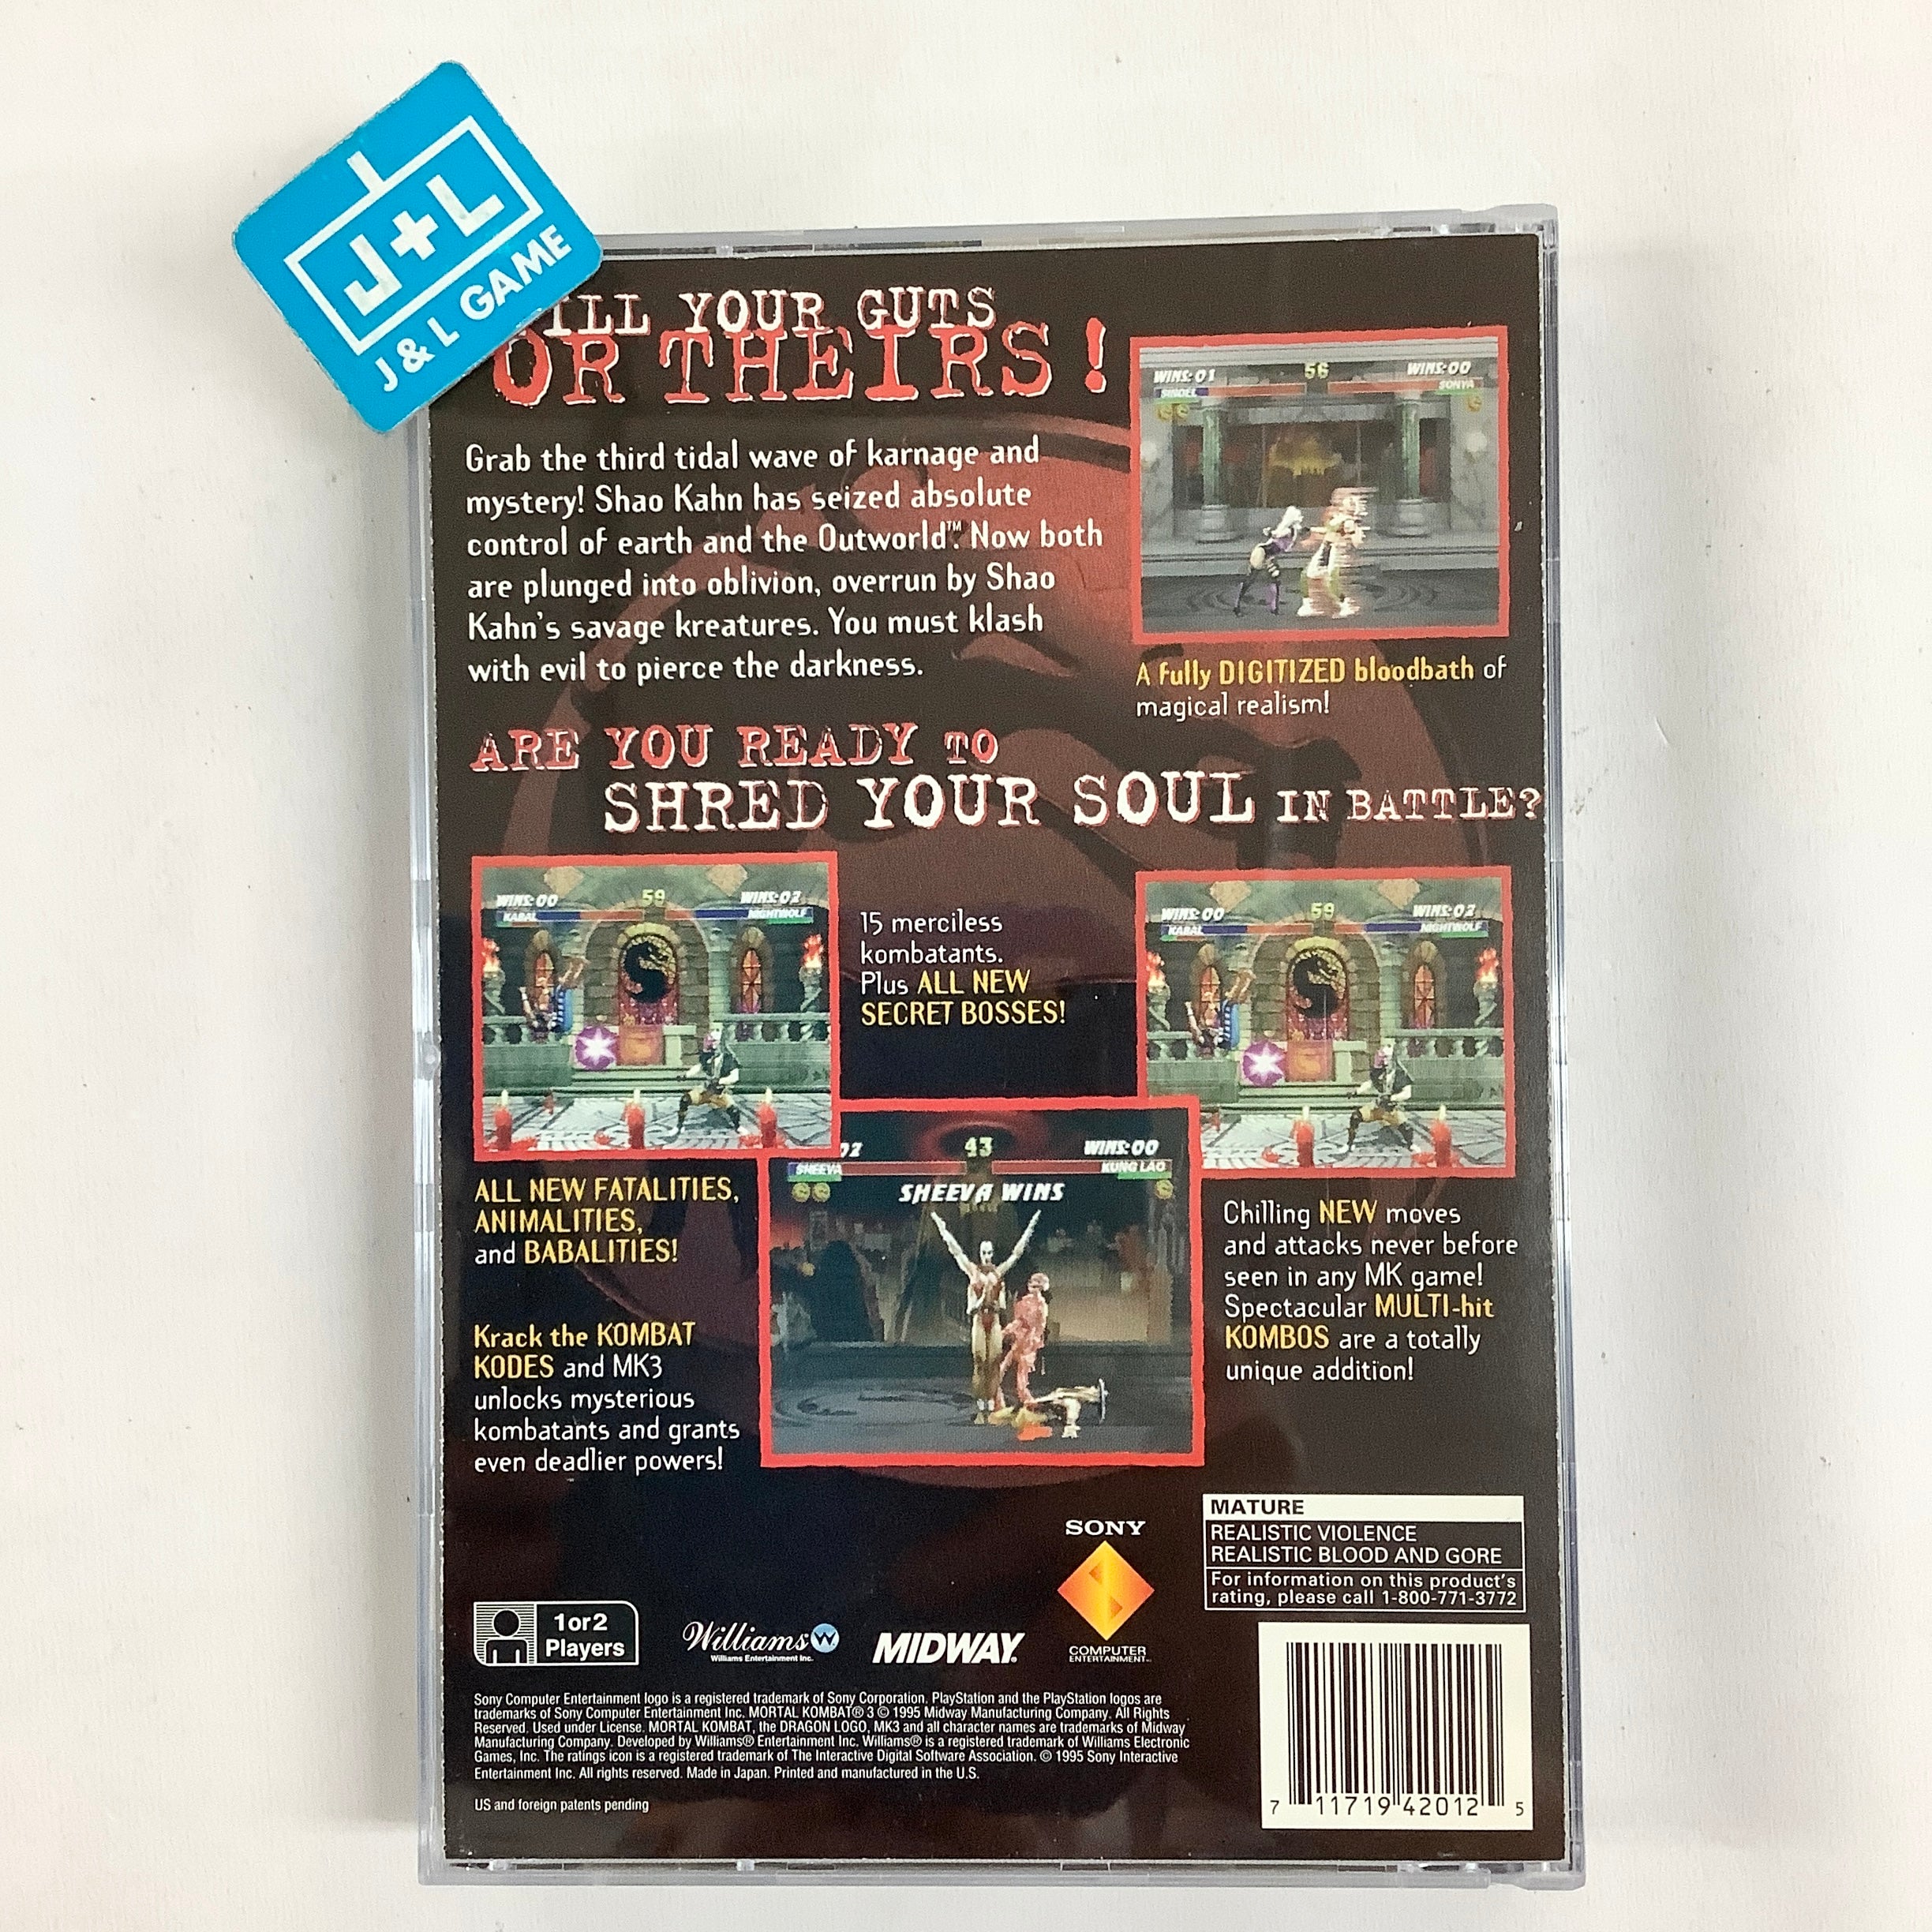 J+L
J & L GAME
ILL YOUR GUTS
OR THEIRS!
Grab the third tidal wave of karnage and
mystery! Shao Kahn has seized absolute
control of earth and the Outworld™. Now both
are plunged into oblivion, overrun by Shao
Kahn's savage kreatures. You must klash
with evil to pierce the darkness.
WINS: 01 56 WINS: 00
SINDEL SONYA
A fully DIGITIZED bloodbath of
magical realism!
ARE YOU READY TO
SHRED YOUR SOUL IN BATTLE?
WINS: 00 59 WINS: 02
KABAL NIGHTWOLF
15 merciless
kombatants.
Plus ALL NEW
SECRET BOSSES!
WINS: 00 59 WINS: 02
KABAL NIGHTWOLF
ALL NEW FATALITIES,
ANIMALITIES,
and BABALITIES!
Krack the KOMBAT
KODES and MK3
unlocks mysterious
kombatants and grants
even deadlier powers!
02 43 WINS: 00
SHEEVA KUNG LAO
SHEEVA WINS
Chilling NEW moves
and attacks never before
seen in any MK game!
Spectacular MULTI-hit
KOMBOS are a totally
unique addition!
MATURE
REALISTIC VIOLENCE
REALISTIC BLOOD AND GORE
For information on this product's
rating, please call 1-800-771-3772
1 or 2
Players
Williams W
Williams Entertainment Inc.
MIDWAY
SONY
COMPUTER
ENTERTAINMENT
Sony Computer Entertainment logo is a registered trademark of Sony Corporation. PlayStation and the PlayStation logos are
trademarks of Sony Computer Entertainment Inc. MORTAL KOMBAT® 3 © 1995 Midway Manufacturing Company. All Rights
Reserved. Used under License. MORTAL KOMBAT, the DRAGON LOGO, MK3 and all character names are trademarks of Midway
Manufacturing Company. Developed by Williams® Entertainment Inc. Williams® is a registered trademark of Williams Electronic
Games, Inc. The ratings icon is a registered trademark of The Interactive Digital Software Association. © 1995 Sony Interactive
Entertainment Inc. All rights reserved. Made in Japan. Printed and manufactured in the U.S.
US and foreign patents pending
7 11719 42012 5